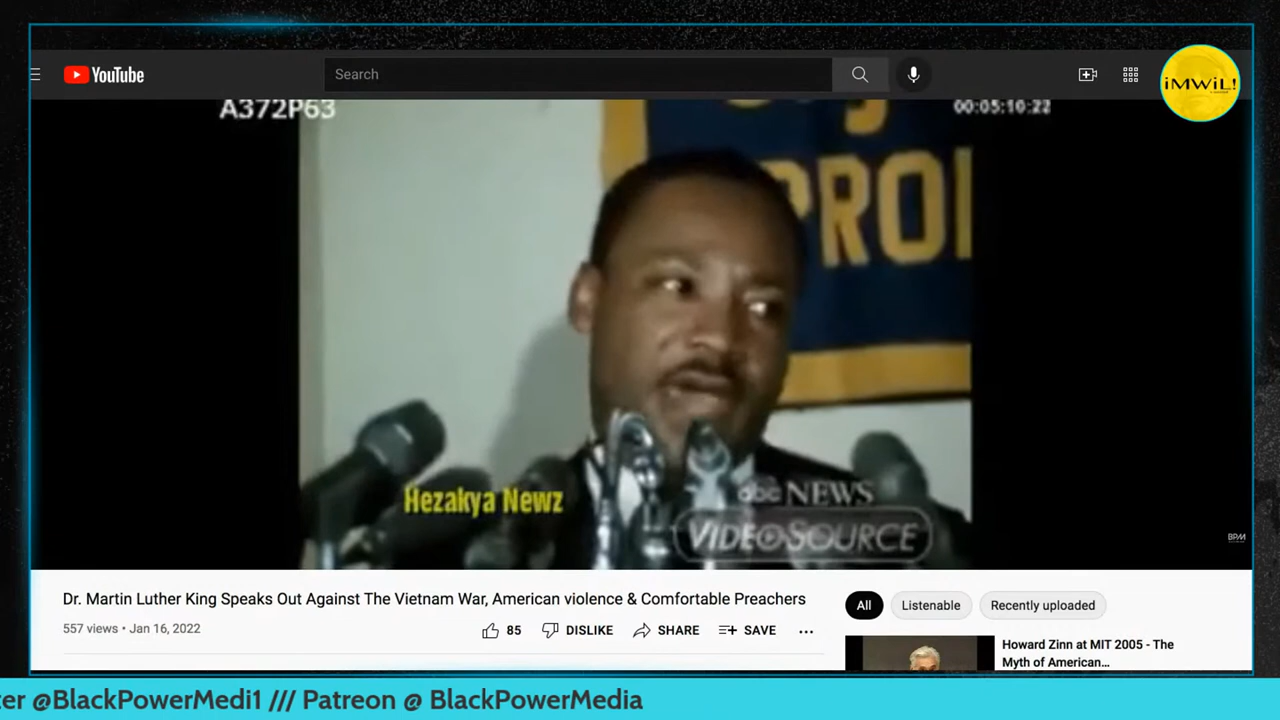 YouTube
Search
iMWiL!
A372P63
00:05:10:22
PROI
Hezakya Newz
abc NEWS
VIDEOSOURCE
BPM
Dr. Martin Luther King Speaks Out Against The Vietnam War, American violence & Comfortable Preachers
557 views • Jan 16, 2022
85 DISLIKE SHARE SAVE
All Listenable Recently uploaded
Howard Zinn at MIT 2005 - The
Myth of American...
ter @BlackPowerMedi1 /// Patreon @ BlackPowerMedia